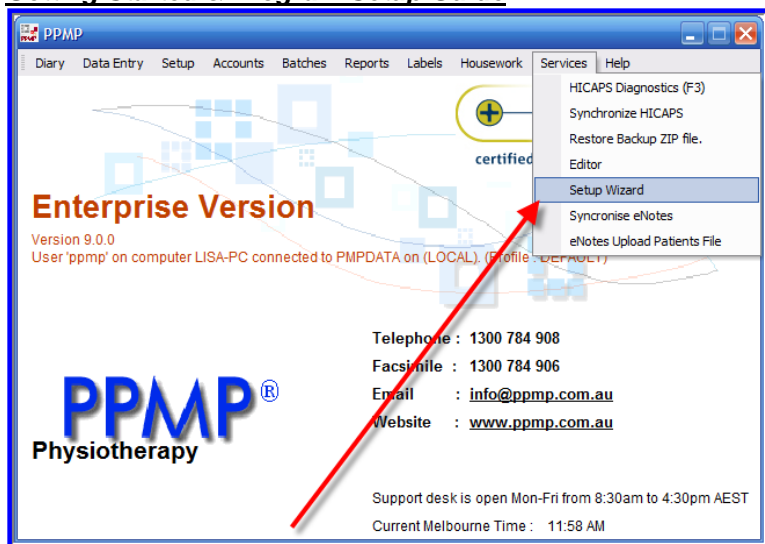 PPMP
Diary Data Entry Setup Accounts Batches Reports Labels Housework Services Help
HICAPS Diagnostics (F3)
Synchronize HICAPS
Restore Backup ZIP file.
Editor
Setup Wizard
Syncronise eNotes
eNotes Upload Patients File
certified
Enterprise Version
Version 9.0.0
User 'ppmp' on computer LISA-PC connected to PMPDATA on (LOCAL). (Profile : DEFAULT)
Telephone : 1300 784 908
Facsimile : 1300 784 906
Email : info@ppmp.com.au
Website : www.ppmp.com.au
PPMP®
Physiotherapy
Support desk is open Mon-Fri from 8:30am to 4:30pm AEST
Current Melbourne Time : 11:58 AM